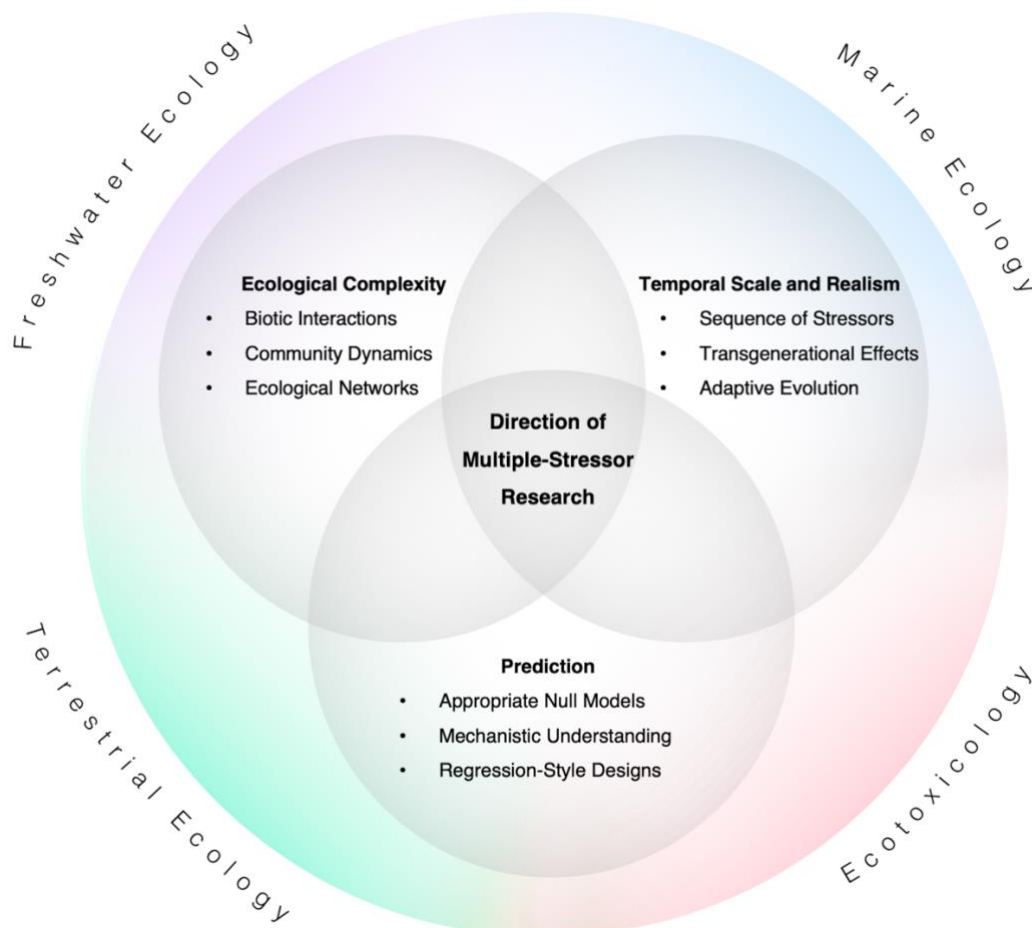 Freshwater Ecology
Marine Ecology
Ecological Complexity
• Biotic Interactions
• Community Dynamics
• Ecological Networks
Temporal Scale and Realism
• Sequence of Stressors
• Transgenerational Effects
• Adaptive Evolution
Direction of
Multiple-Stressor
Research
Prediction
• Appropriate Null Models
• Mechanistic Understanding
• Regression-Style Designs
Terrestrial Ecology
Ecotoxicology